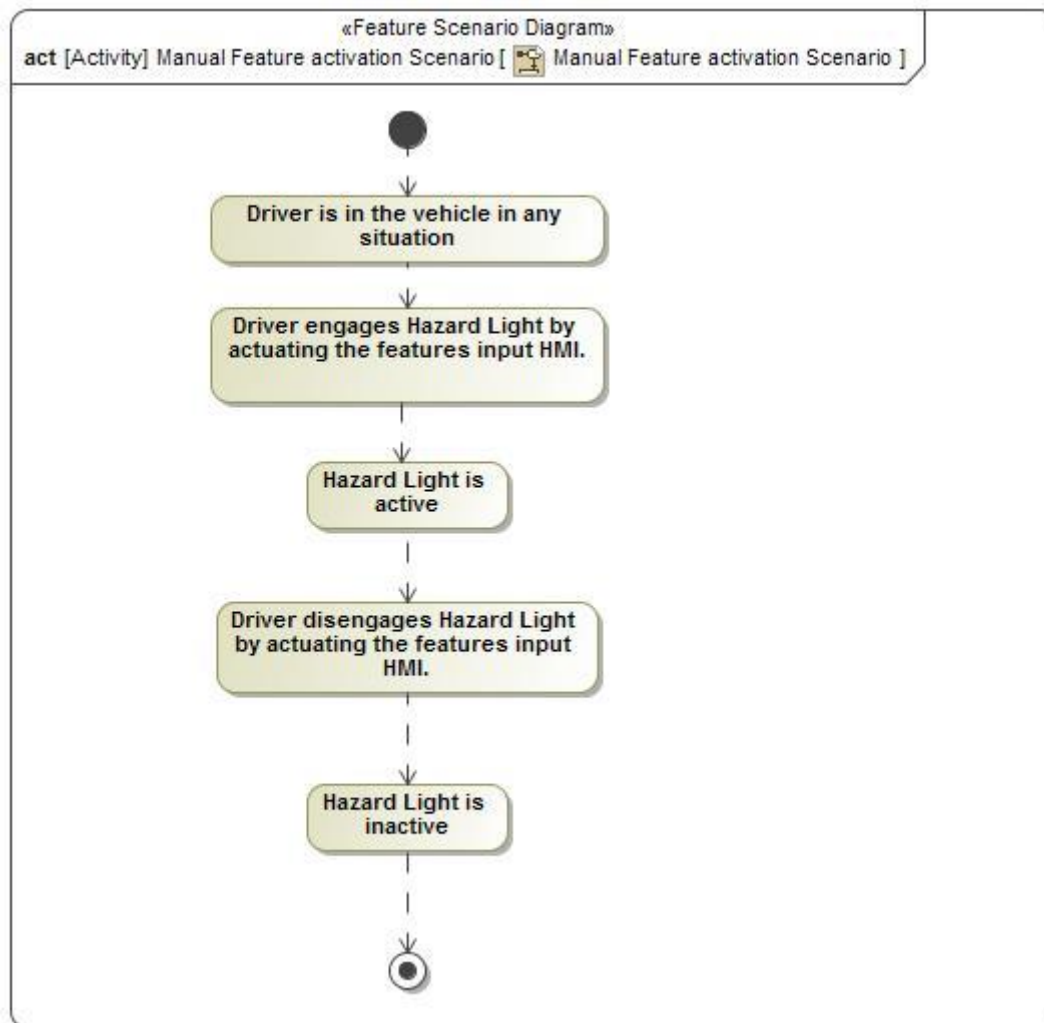 «Feature Scenario Diagram»
act [Activity] Manual Feature activation Scenario [ Manual Feature activation Scenario ]
Driver is in the vehicle in any
situation
Driver engages Hazard Light by
actuating the features input HMI.
Hazard Light is
active
Driver disengages Hazard Light
by actuating the features input
HMI.
Hazard Light is
inactive